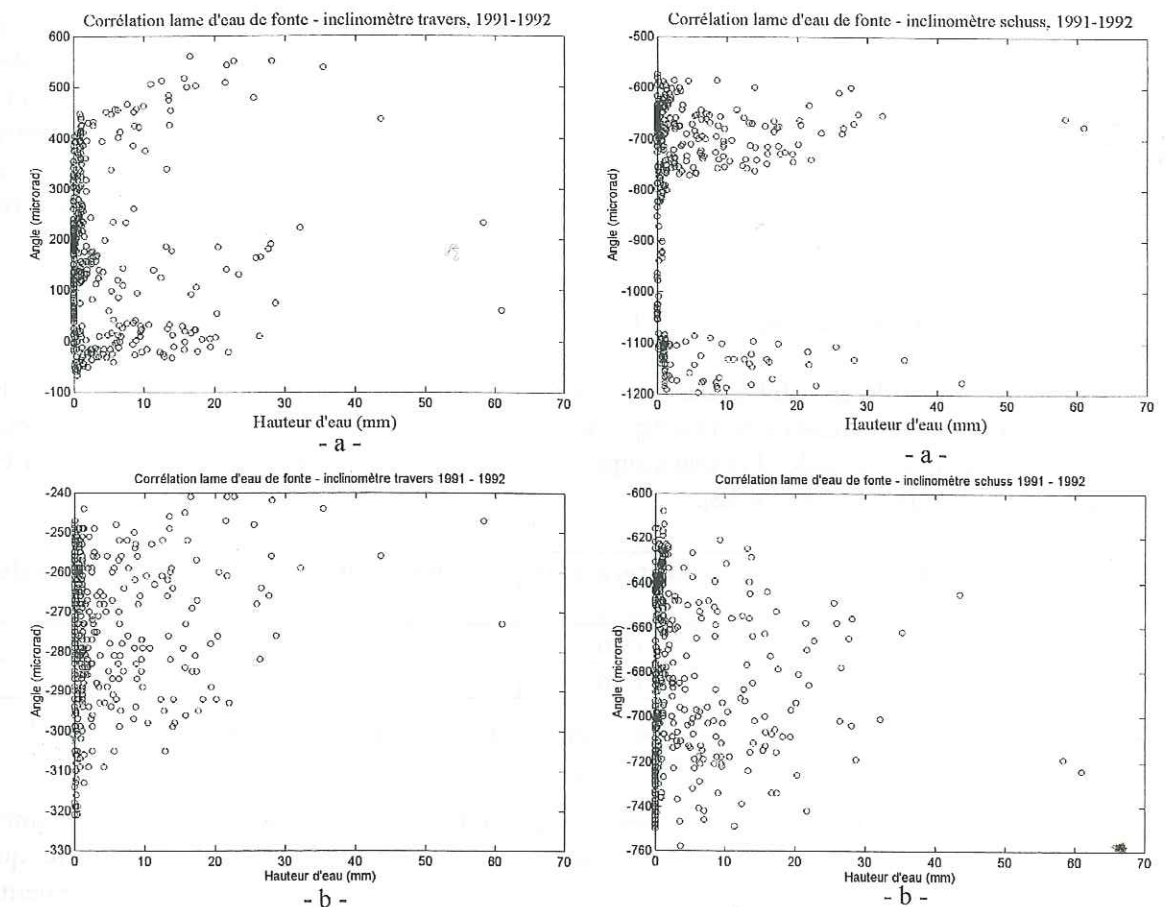 Corrélation lame d'eau de fonte - inclinomètre travers, 1991-1992
600
500
400
300
200
100
0
-100
Angle (microrad)
0 10 20 30 40 50 60 70
Hauteur d'eau (mm)
- a -
Corrélation lame d'eau de fonte - inclinomètre schuss, 1991-1992
-500
-600
-700
-800
-900
-1000
-1100
-1200
Angle (microrad)
0 10 20 30 40 50 60 70
Hauteur d'eau (mm)
- a -
Corrélation lame d'eau de fonte - inclinomètre travers 1991 - 1992
-240
-250
-260
-270
-280
-290
-300
-310
-320
-330
Angle (microrad)
0 10 20 30 40 50 60 70
Hauteur d'eau (mm)
- b -
Corrélation lame d'eau de fonte - inclinomètre schuss 1991 - 1992
-600
-620
-640
-660
-680
-700
-720
-740
-760
Angle (microrad)
0 10 20 30 40 50 60 70
Hauteur d'eau (mm)
- b -